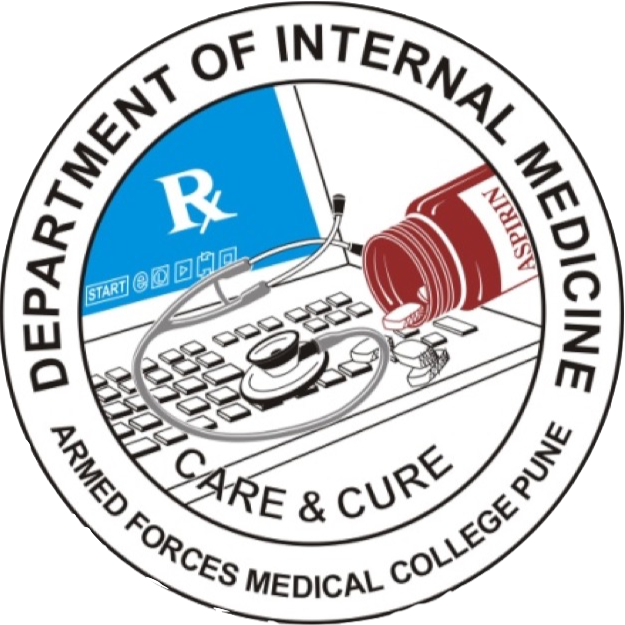 DEPARTMENT OF INTERNAL MEDICINE
Rx
START
ASPIRIN
CARE & CURE
ARMED FORCES MEDICAL COLLEGE PUNE